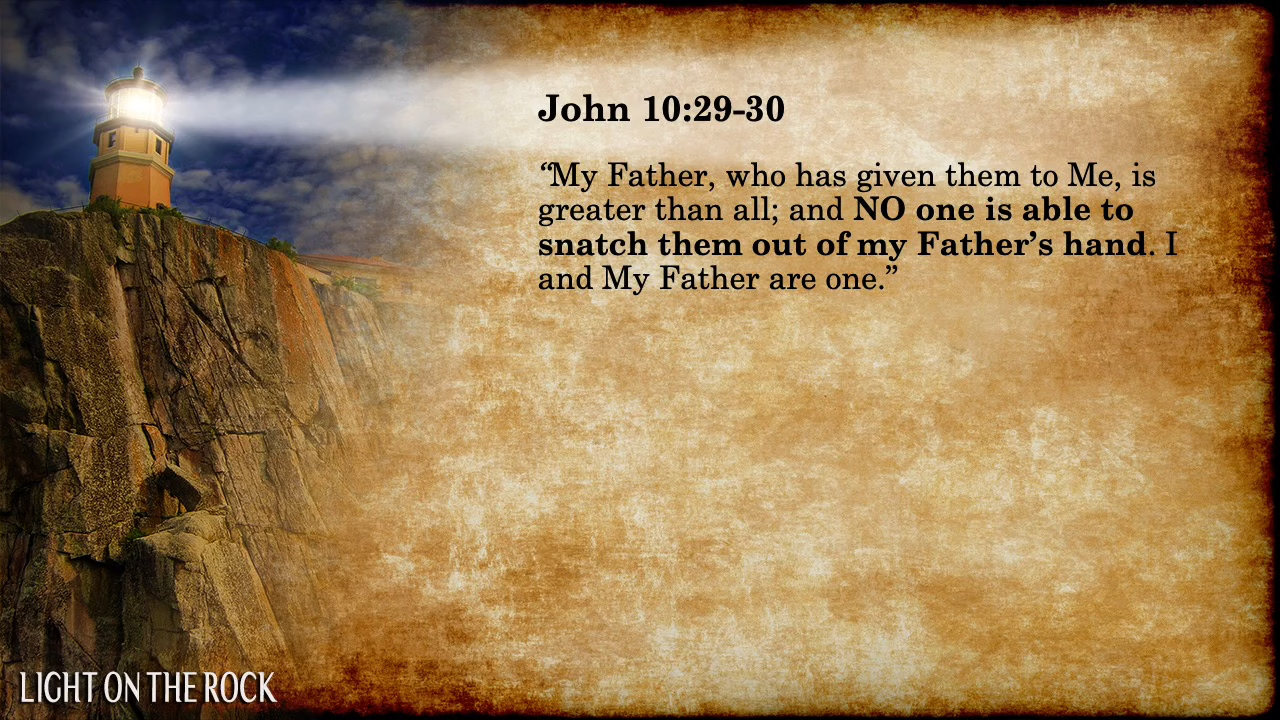 John 10:29-30
“My Father, who has given them to Me, is
greater than all; and NO one is able to
snatch them out of my Father’s hand. I
and My Father are one.”
LIGHT ON THE ROCK